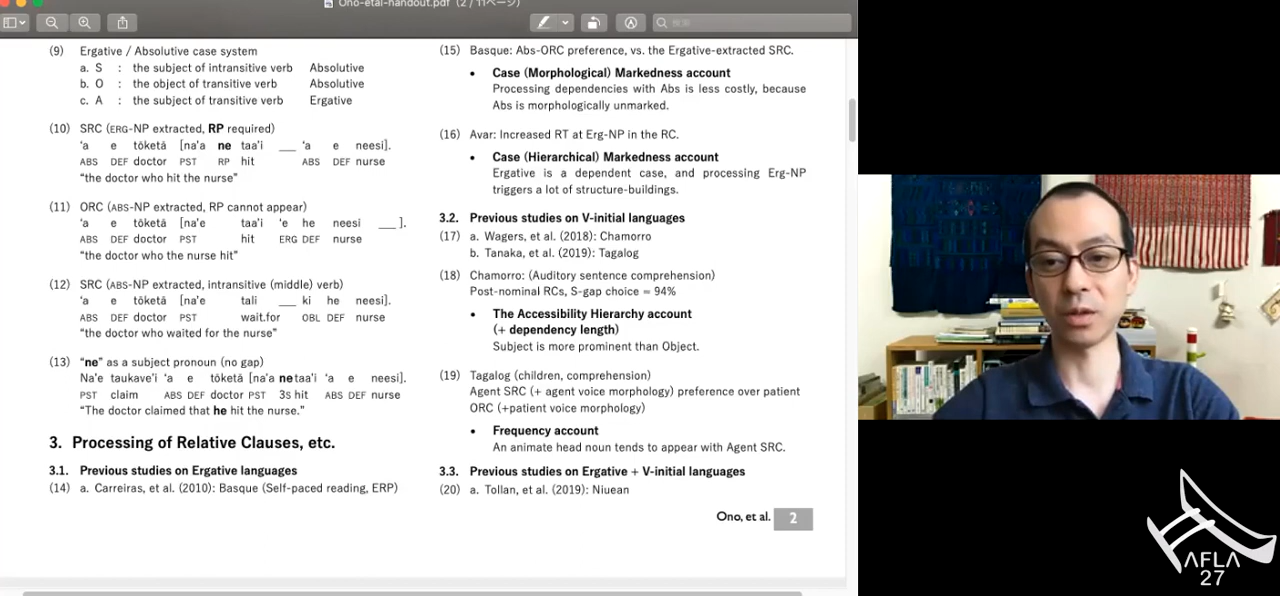 Ono-etal-handout.pdf (2 / 11ページ)
検索
(9) Ergative / Absolutive case system
a. S : the subject of intransitive verb Absolutive
b. O : the object of transitive verb Absolutive
c. A : the subject of transitive verb Ergative
(10) SRC (ERG-NP extracted, RP required)
‘a e tōketā [na’a ne taa’i __ ‘a e neesi].
ABS DEF doctor PST RP hit ABS DEF nurse
“the doctor who hit the nurse”
(11) ORC (ABS-NP extracted, RP cannot appear)
‘a e tōketā [na’e taa’i ‘e he neesi __ ].
ABS DEF doctor PST hit ERG DEF nurse
“the doctor who the nurse hit”
(12) SRC (ABS-NP extracted, intransitive (middle) verb)
‘a e tōketā [na’e tali __ ki he neesi].
ABS DEF doctor PST wait.for OBL DEF nurse
“the doctor who waited for the nurse”
(13) “ne” as a subject pronoun (no gap)
Na’e taukave’i ‘a e tōketā [na’a ne taa’i ‘a e neesi].
PST claim ABS DEF doctor PST 3s hit ABS DEF nurse
“The doctor claimed that he hit the nurse.”
3. Processing of Relative Clauses, etc.
3.1. Previous studies on Ergative languages
(14) a. Carreiras, et al. (2010): Basque (Self-paced reading, ERP)
(15) Basque: Abs-ORC preference, vs. the Ergative-extracted SRC.
• Case (Morphological) Markedness account
Processing dependencies with Abs is less costly, because
Abs is morphologically unmarked.
(16) Avar: Increased RT at Erg-NP in the RC.
• Case (Hierarchical) Markedness account
Ergative is a dependent case, and processing Erg-NP
triggers a lot of structure-buildings.
3.2. Previous studies on V-initial languages
(17) a. Wagers, et al. (2018): Chamorro
b. Tanaka, et al. (2019): Tagalog
(18) Chamorro: (Auditory sentence comprehension)
Post-nominal RCs, S-gap choice = 94%
• The Accessibility Hierarchy account
(+ dependency length)
Subject is more prominent than Object.
(19) Tagalog (children, comprehension)
Agent SRC (+ agent voice morphology) preference over patient
ORC (+patient voice morphology)
• Frequency account
An animate head noun tends to appear with Agent SRC.
3.3. Previous studies on Ergative + V-initial languages
(20) a. Tollan, et al. (2019): Niuean
Ono, et al. 2
AFLA
27